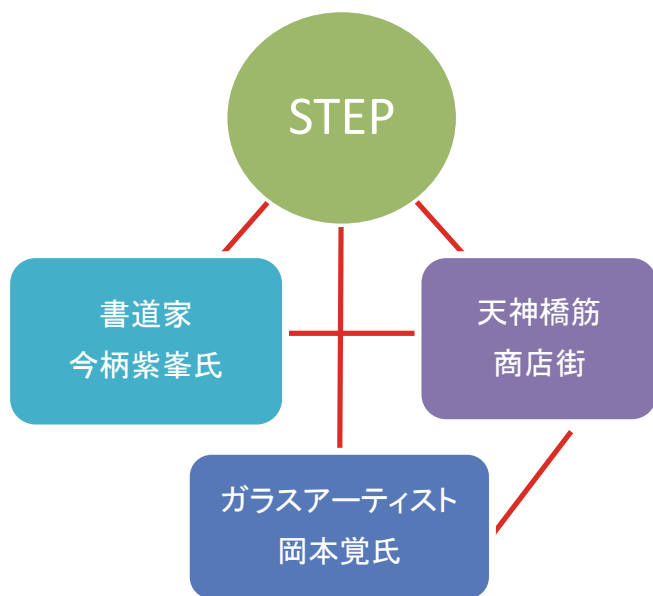 STEP
書道家
今柄紫峯氏
天神橋筋
商店街
ガラスアーティスト
岡本覚氏